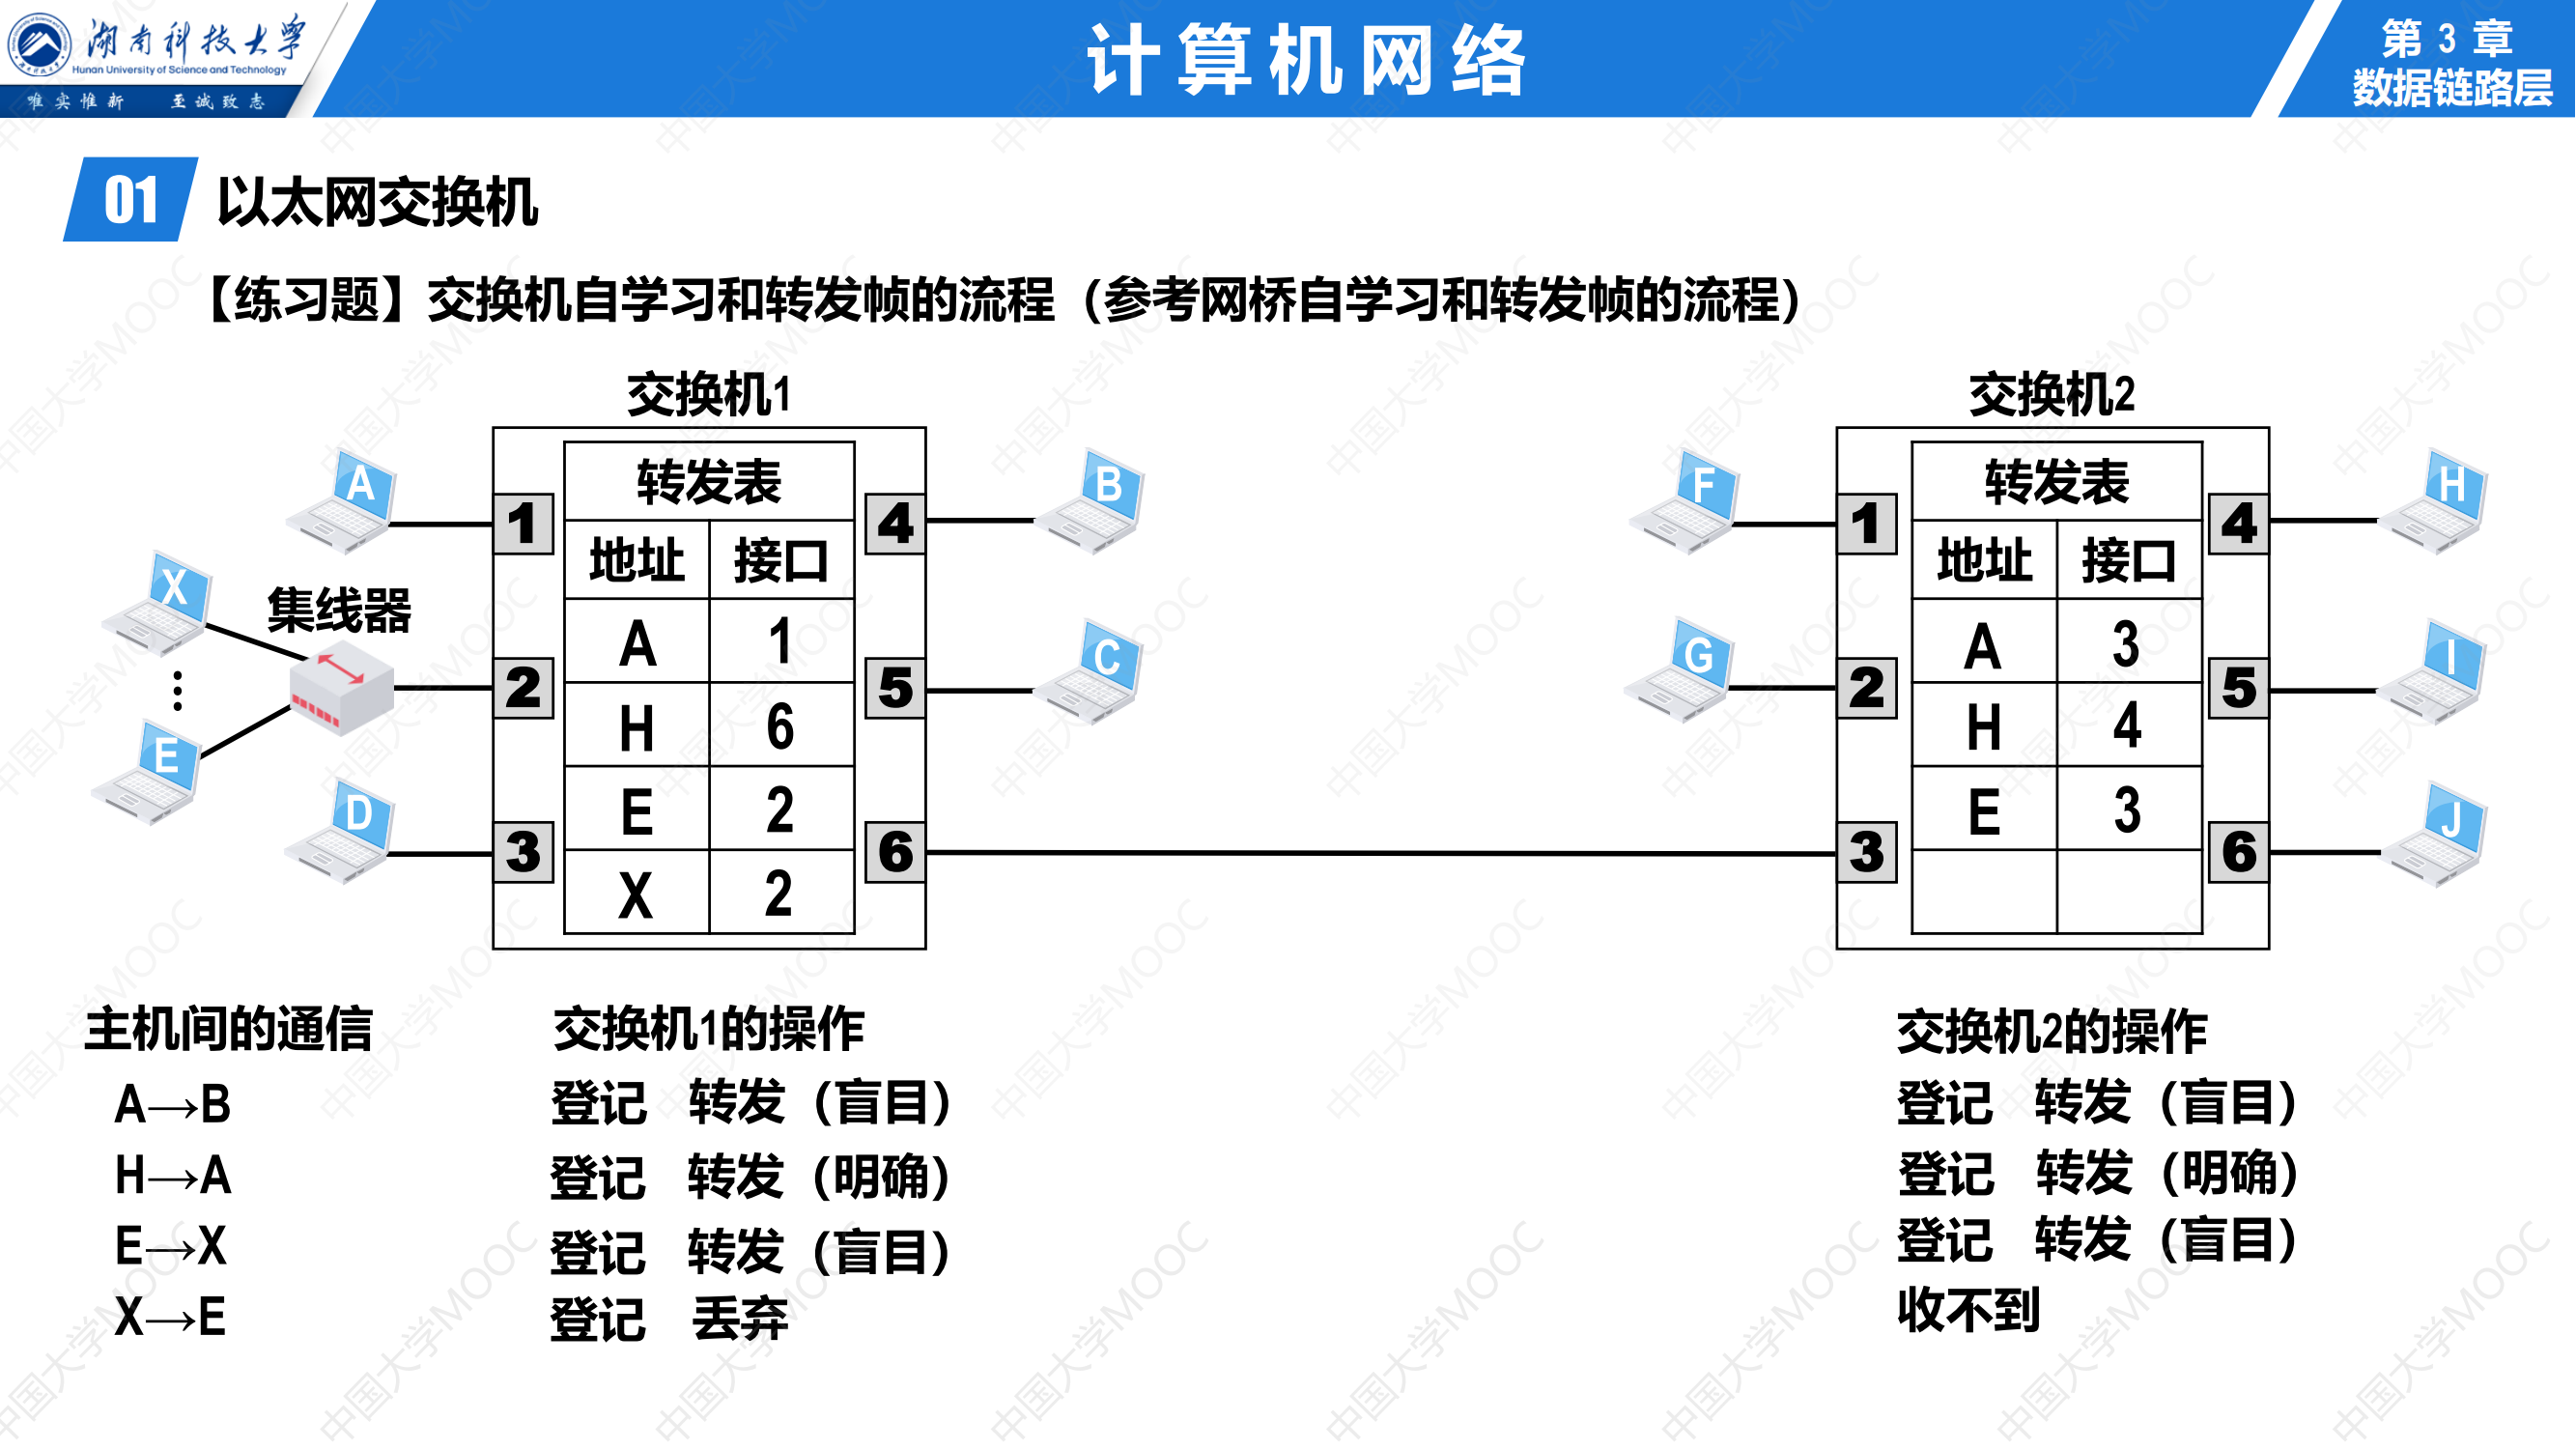 湖南科技大学
Hunan University of Science and Technology
唯实惟新 至诚致志
计算机网络
第 3 章
数据链路层
01 以太网交换机
【练习题】交换机自学习和转发帧的流程（参考网桥自学习和转发帧的流程）
交换机1
转发表
地址 接口
A 1
H 6
E 2
X 2
1
2
3
4
5
6
A
X
集线器
E
D
B
C
交换机2
转发表
地址 接口
A 3
H 4
E 3
1
2
3
4
5
6
F
G
H
I
J
主机间的通信 交换机1的操作 交换机2的操作
A→B 登记 转发（盲目） 登记 转发（盲目）
H→A 登记 转发（明确） 登记 转发（明确）
E→X 登记 转发（盲目） 登记 转发（盲目）
X→E 登记 丢弃 收不到
中国大学MOOC